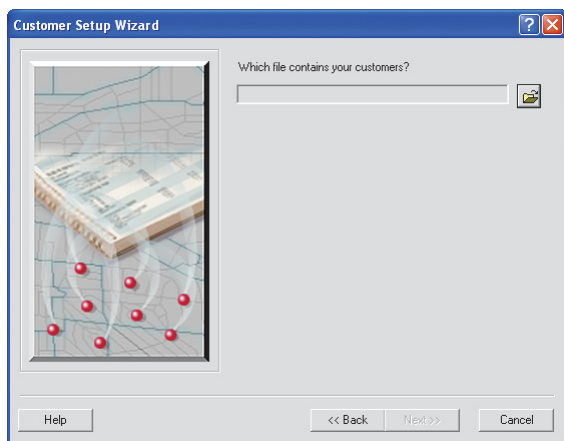 Customer Setup Wizard
Which file contains your customers?
Help
<< Back
Next >>
Cancel